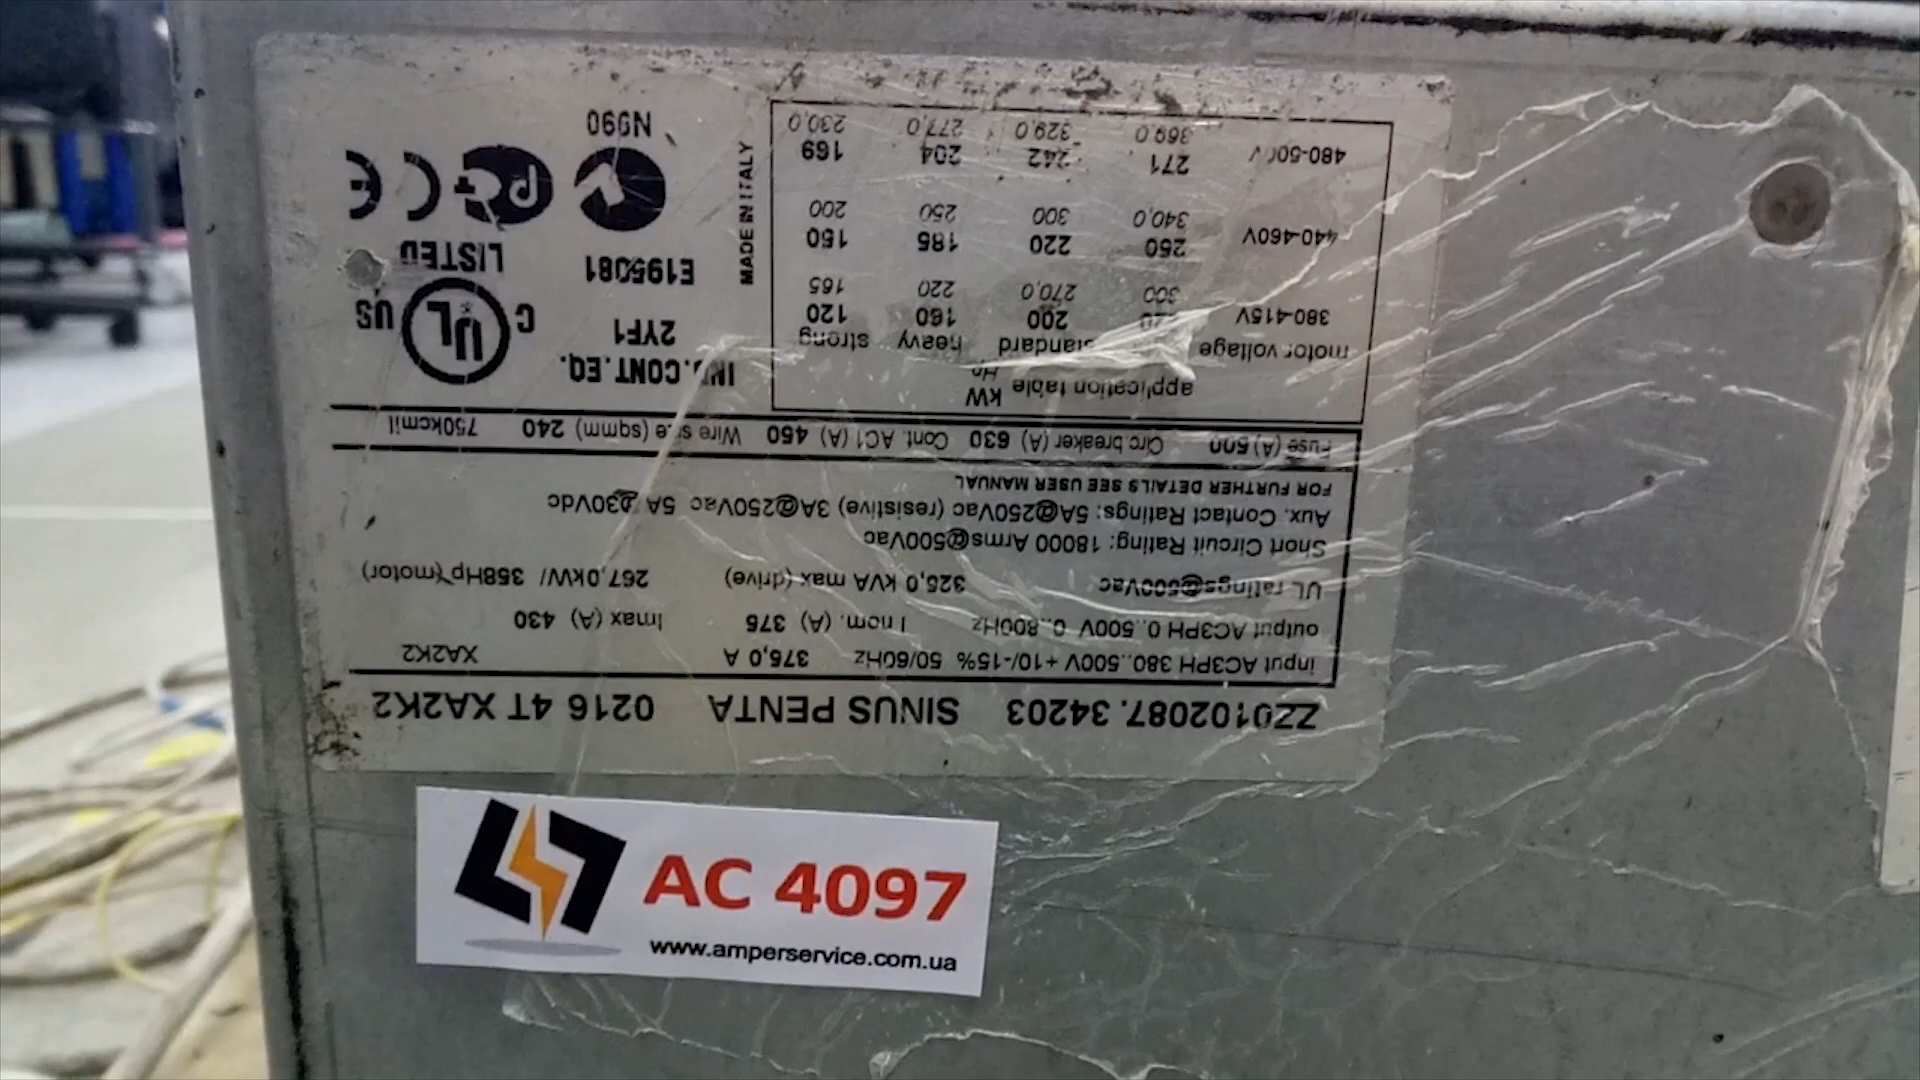 ZZ0102087.34203 SINUS PENTA 0216 4T XA2K2
input AC3PH 380..500V +10/-15% 50/60Hz 375,0 A XA2K2
output AC3PH 0..500V 0..800Hz I nom. (A) 375 Imax (A) 430
UL ratings@500Vac 325,0 kVA max (drive) 267,0kW/ 358Hp (motor)
Short Circuit Rating: 18000 Arms@500Vac
Aux. Contact Ratings: 5A@250Vac (resistive) 3A@250Vac 5A @30Vdc
FOR FURTHER DETAILS SEE USER MANUAL
Fuse (A) 500 Circ breaker (A) 630 Cont. AC1 (A) 450 Wire size (sqmm) 240 750kcmil
application table kW
Hp
motor voltage standard heavy strong
380-415V 200 160 120
300 270,0 220 165
440-460V 250 220 185 150
340,0 300 250 200
480-500V 271 242 204 169
369,0 329,0 277,0 230,0
MADE IN ITALY
IND.CONT.EQ.
2YF1
E195081
C UL US
LISTED
N090
CE
AC 4097
www.amperservice.com.ua